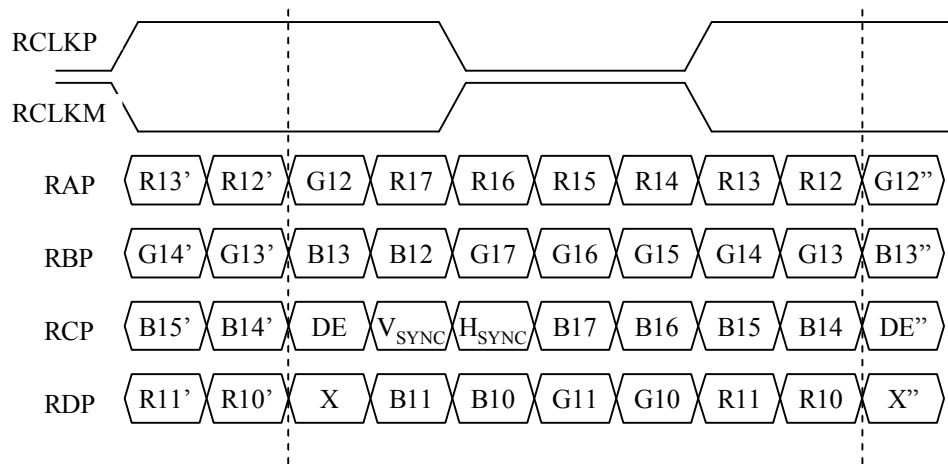 RCLKP
RCLKM
RAP R13’ R12’ G12 R17 R16 R15 R14 R13 R12 G12”
RBP G14’ G13’ B13 B12 G17 G16 G15 G14 G13 B13”
RCP B15’ B14’ DE VSYNC HSYNC B17 B16 B15 B14 DE”
RDP R11’ R10’ X B11 B10 G11 G10 R11 R10 X”